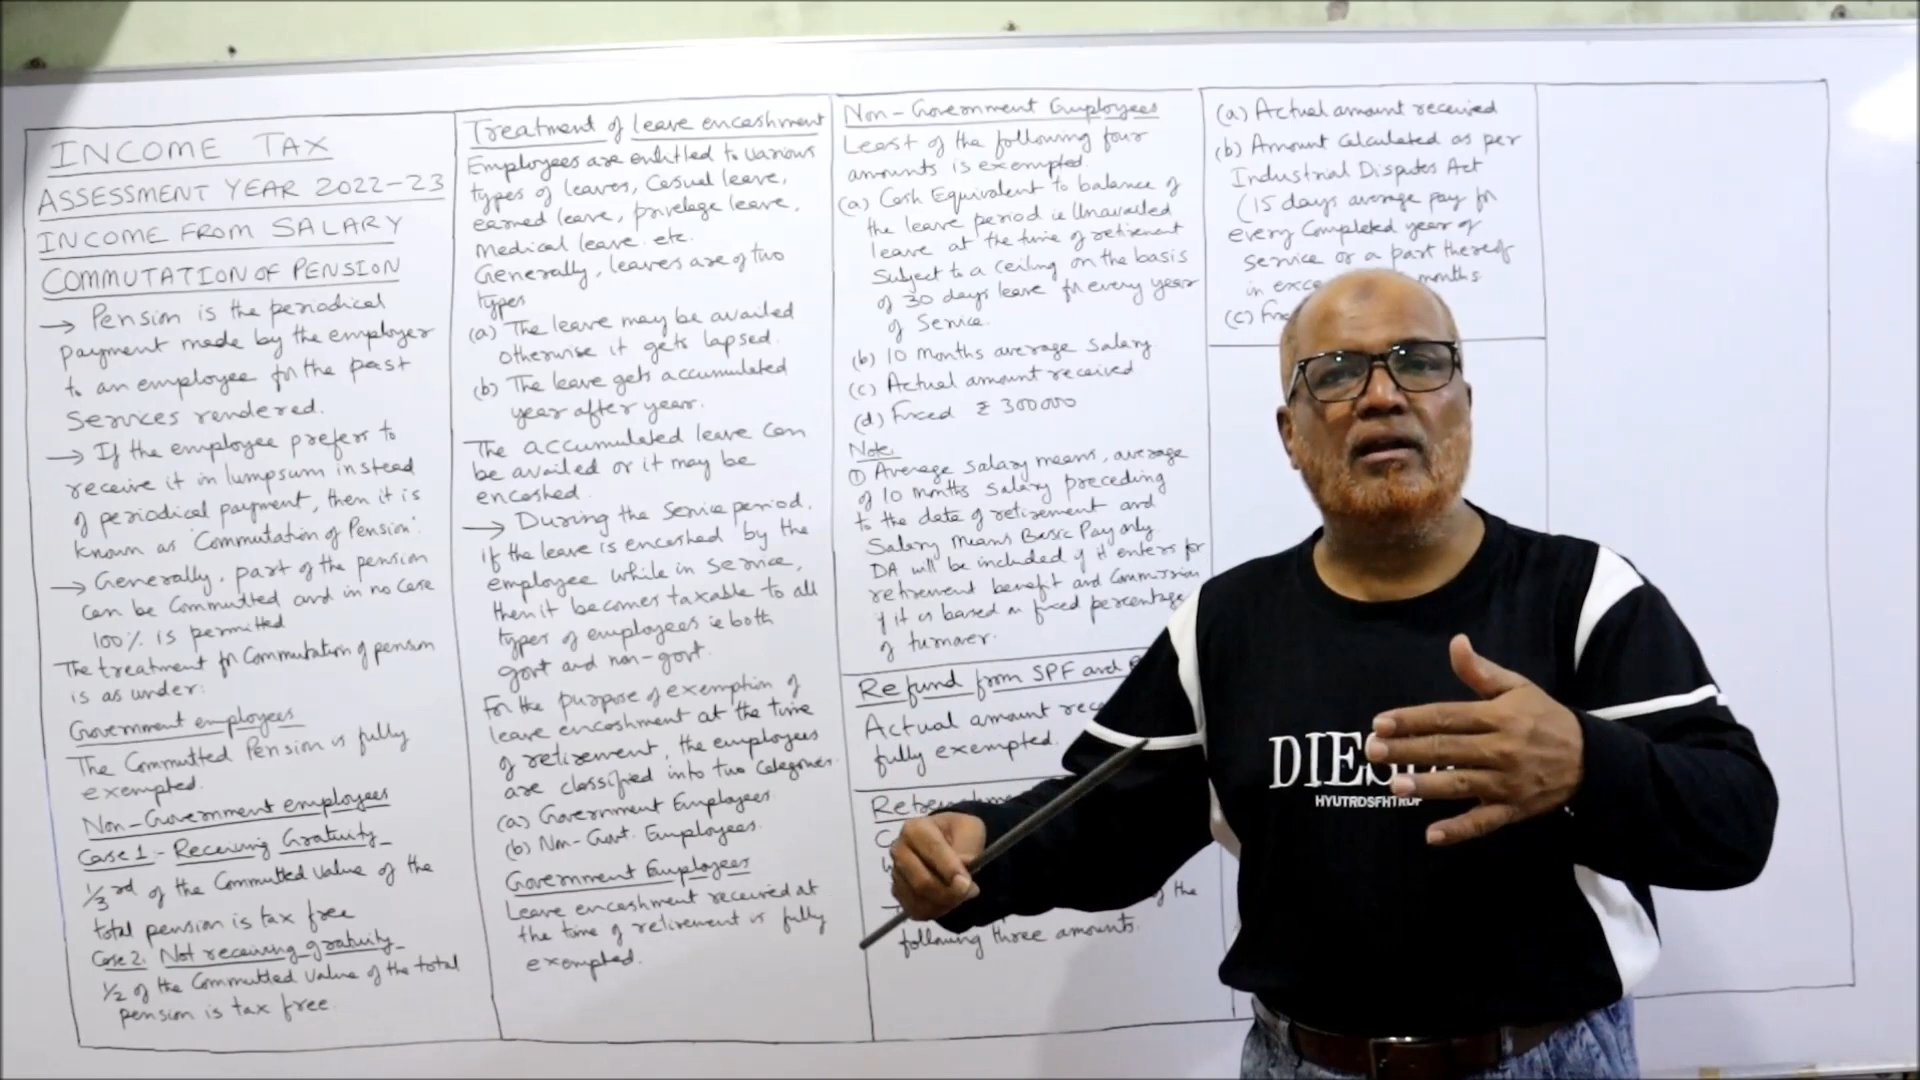 INCOME TAX
ASSESSMENT YEAR 2022-23
INCOME FROM SALARY
COMMUTATION OF PENSION
→ Pension is the periodical
payment made by the employer
to an employee for the past
services rendered.
→ If the employee prefers to
receive it in lumpsum instead
of periodical payment, then it is
known as 'Commutation of Pension'.
→ Generally, part of the pension
can be Committed and in no case
100% is permitted
The treatment for Commutation of pension
is as under:
Government employees
The Committed Pension is fully
exempted.
Non-Government employees
Case 1:- Receiving Gratuity
1/3rd of the Committed value of the
total pension is tax free
Case 2. Not receiving gratuity
1/2 of the Committed value of the total
pension is tax free.
Treatment of leave encashment
Employees are entitled to various
types of leaves, Casual leave,
earned leave, privelege leave,
Medical leave. etc.
Generally, leaves are of two
types
(a) The leave may be availed
otherwise it gets lapsed.
(b) The leave gets accumulated
year after year.
The accumulated leave can
be availed or it may be
encashed.
→ During the Service period.
if the leave is encashed by the
employee while in service,
then it becomes taxable to all
types of employees ie both
govt and non-govt.
For the purpose of exemption of
leave encashment at the time
of retirement, the employees
are classified into two categories.
(a) Government Employees
(b) Non-Govt. Employees.
Government Employees
Leave encashment received at
the time of retirement is fully
exempted.
Non-Government Employees
Least of the following four
amounts is exempted.
(a) Cash Equivalent to balance of
the leave period ie Unavailed
leave at the time of retirement
Subject to a ceiling on the basis
of 30 days leave for every year
of Service.
(b) 10 Months average Salary
(c) Actual amount received
(d) Fixed ₹ 300000
Note.
① Average Salary means, average
of 10 months Salary preceding
to the date of retirement and
Salary means Basic Pay only
DA will be included if it enters for
retirement benefit and Commission
if it is based on fixed percentage
of turnover.
Refund from SPF and
Actual amount
fully exempted.
the
following three amounts.
(a) Actual amount received
(b) Amount Calculated as per
Industrial Disputes Act
(15 days average pay for
every Completed year of
service or a part thereof
in months
(c)
DIES
HYUTRDSFHTRDF